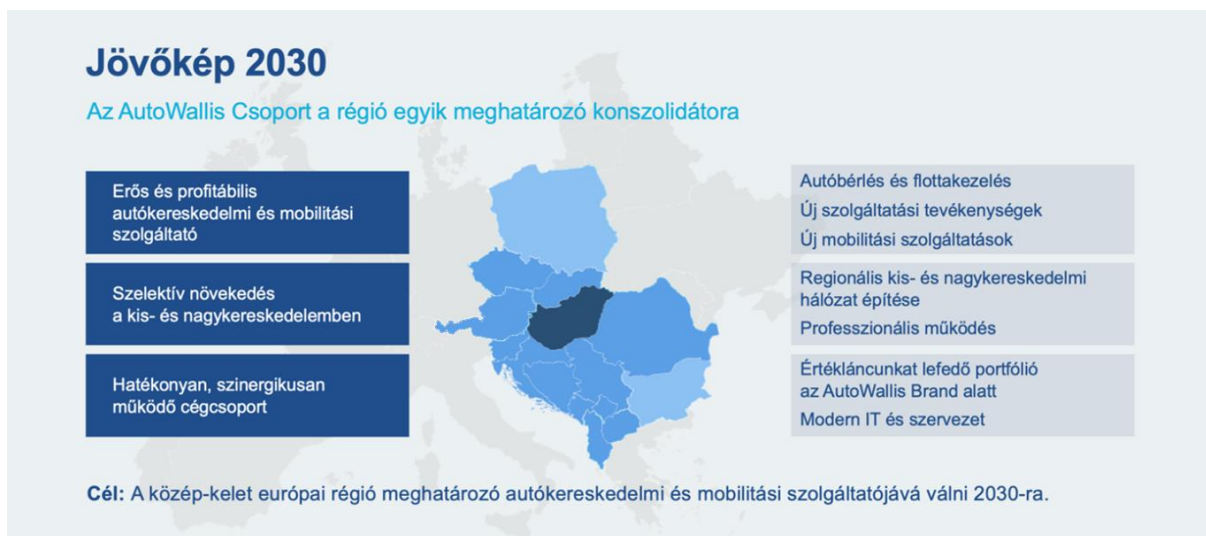 Jövőkép 2030
Az AutoWallis Csoport a régió egyik meghatározó konszolidátora
Erős és profitábilis
autókereskedelmi és mobilitási
szolgáltató
Szelektív növekedés
a kis- és nagykereskedelemben
Hatékonyan, szinergikusan
működő cégcsoport
Autóbérlés és flottakezelés
Új szolgáltatási tevékenységek
Új mobilitási szolgáltatások
Regionális kis- és nagykereskedelmi
hálózat építése
Professzionális működés
Értékláncunkat lefedő portfólió
az AutoWallis Brand alatt
Modern IT és szervezet
Cél: A közép-kelet európai régió meghatározó autókereskedelmi és mobilitási szolgáltatójává válni 2030-ra.